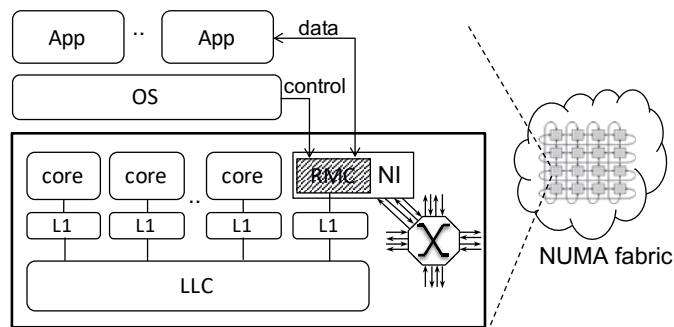 App .. App
data
control
OS
core core .. core RMC NI
L1 L1 L1 L1
LLC
NUMA fabric